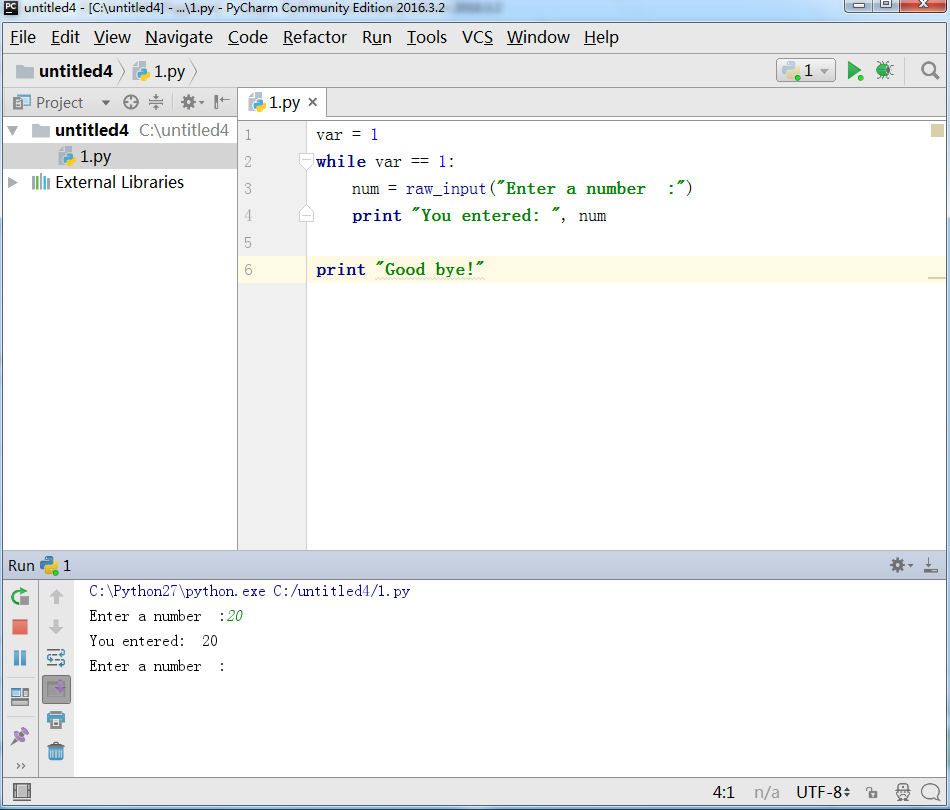 untitled4 - [C:\untitled4] - ...\1.py - PyCharm Community Edition 2016.3.2
File Edit View Navigate Code Refactor Run Tools VCS Window Help
untitled4 1.py 1
Project 1.py
untitled4 C:\untitled4
1.py
External Libraries
1 var = 1
2 while var == 1:
3 num = raw_input("Enter a number  :")
4 print "You entered: ", num
5
6 print "Good bye!"
Run 1
C:\Python27\python.exe C:/untitled4/1.py
Enter a number  :20
You entered:  20
Enter a number  :
4:1 n/a UTF-8